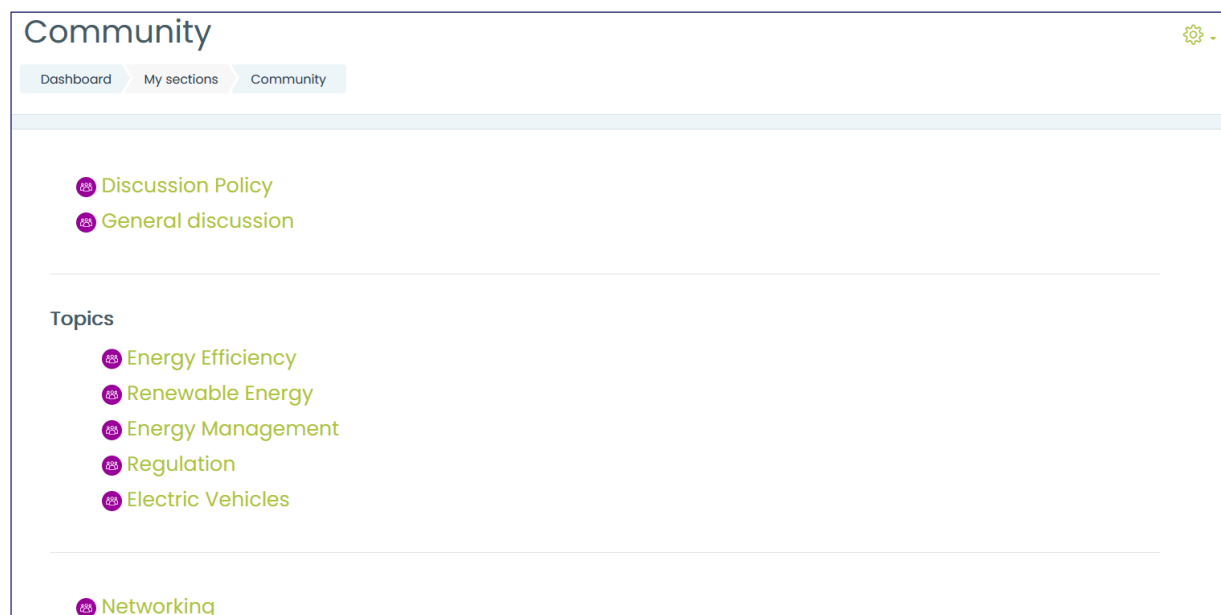 Community
Dashboard My sections Community
Discussion Policy
General discussion
Topics
Energy Efficiency
Renewable Energy
Energy Management
Regulation
Electric Vehicles
Networking